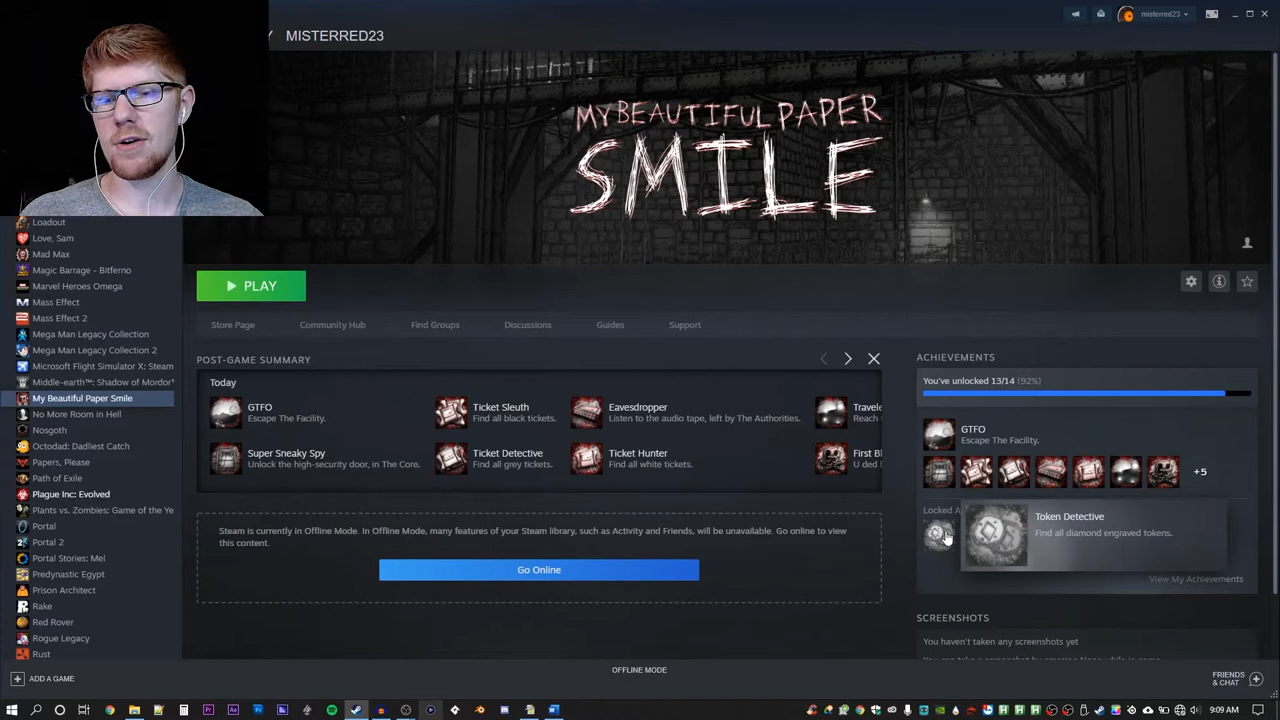 misterred23
MISTERRED23
MY BEAUTIFUL PAPER
SMILE
Loadout
Love, Sam
Mad Max
Magic Barrage - Bitferno
Marvel Heroes Omega
Mass Effect
Mass Effect 2
Mega Man Legacy Collection
Mega Man Legacy Collection 2
Microsoft Flight Simulator X: Steam
Middle-earth™: Shadow of Mordor
My Beautiful Paper Smile
No More Room in Hell
Nosgoth
Octodad: Dadliest Catch
Papers, Please
Path of Exile
Plague Inc: Evolved
Plants vs. Zombies: Game of the Ye
Portal
Portal 2
Portal Stories: Mel
Predynastic Egypt
Prison Architect
Rake
Red Rover
Rogue Legacy
Rust
PLAY
Store Page
Community Hub
Find Groups
Discussions
Guides
Support
POST-GAME SUMMARY
Today
GTFO
Escape The Facility.
Ticket Sleuth
Find all black tickets.
Eavesdropper
Listen to the audio tape, left by The Authorities.
Travele
Reach
Super Sneaky Spy
Unlock the high-security door, in The Core.
Ticket Detective
Find all grey tickets.
Ticket Hunter
Find all white tickets.
First Bl
U ded
Steam is currently in Offline Mode. In Offline Mode, many features of your Steam library, such as Activity and Friends, will be unavailable. Go online to view
this content.
Go Online
ACHIEVEMENTS
You've unlocked 13/14 (92%)
GTFO
Escape The Facility.
+5
Locked A
Token Detective
Find all diamond engraved tokens.
View My Achievements
SCREENSHOTS
You haven't taken any screenshots yet
ADD A GAME
OFFLINE MODE
FRIENDS
& CHAT
9:09 AM